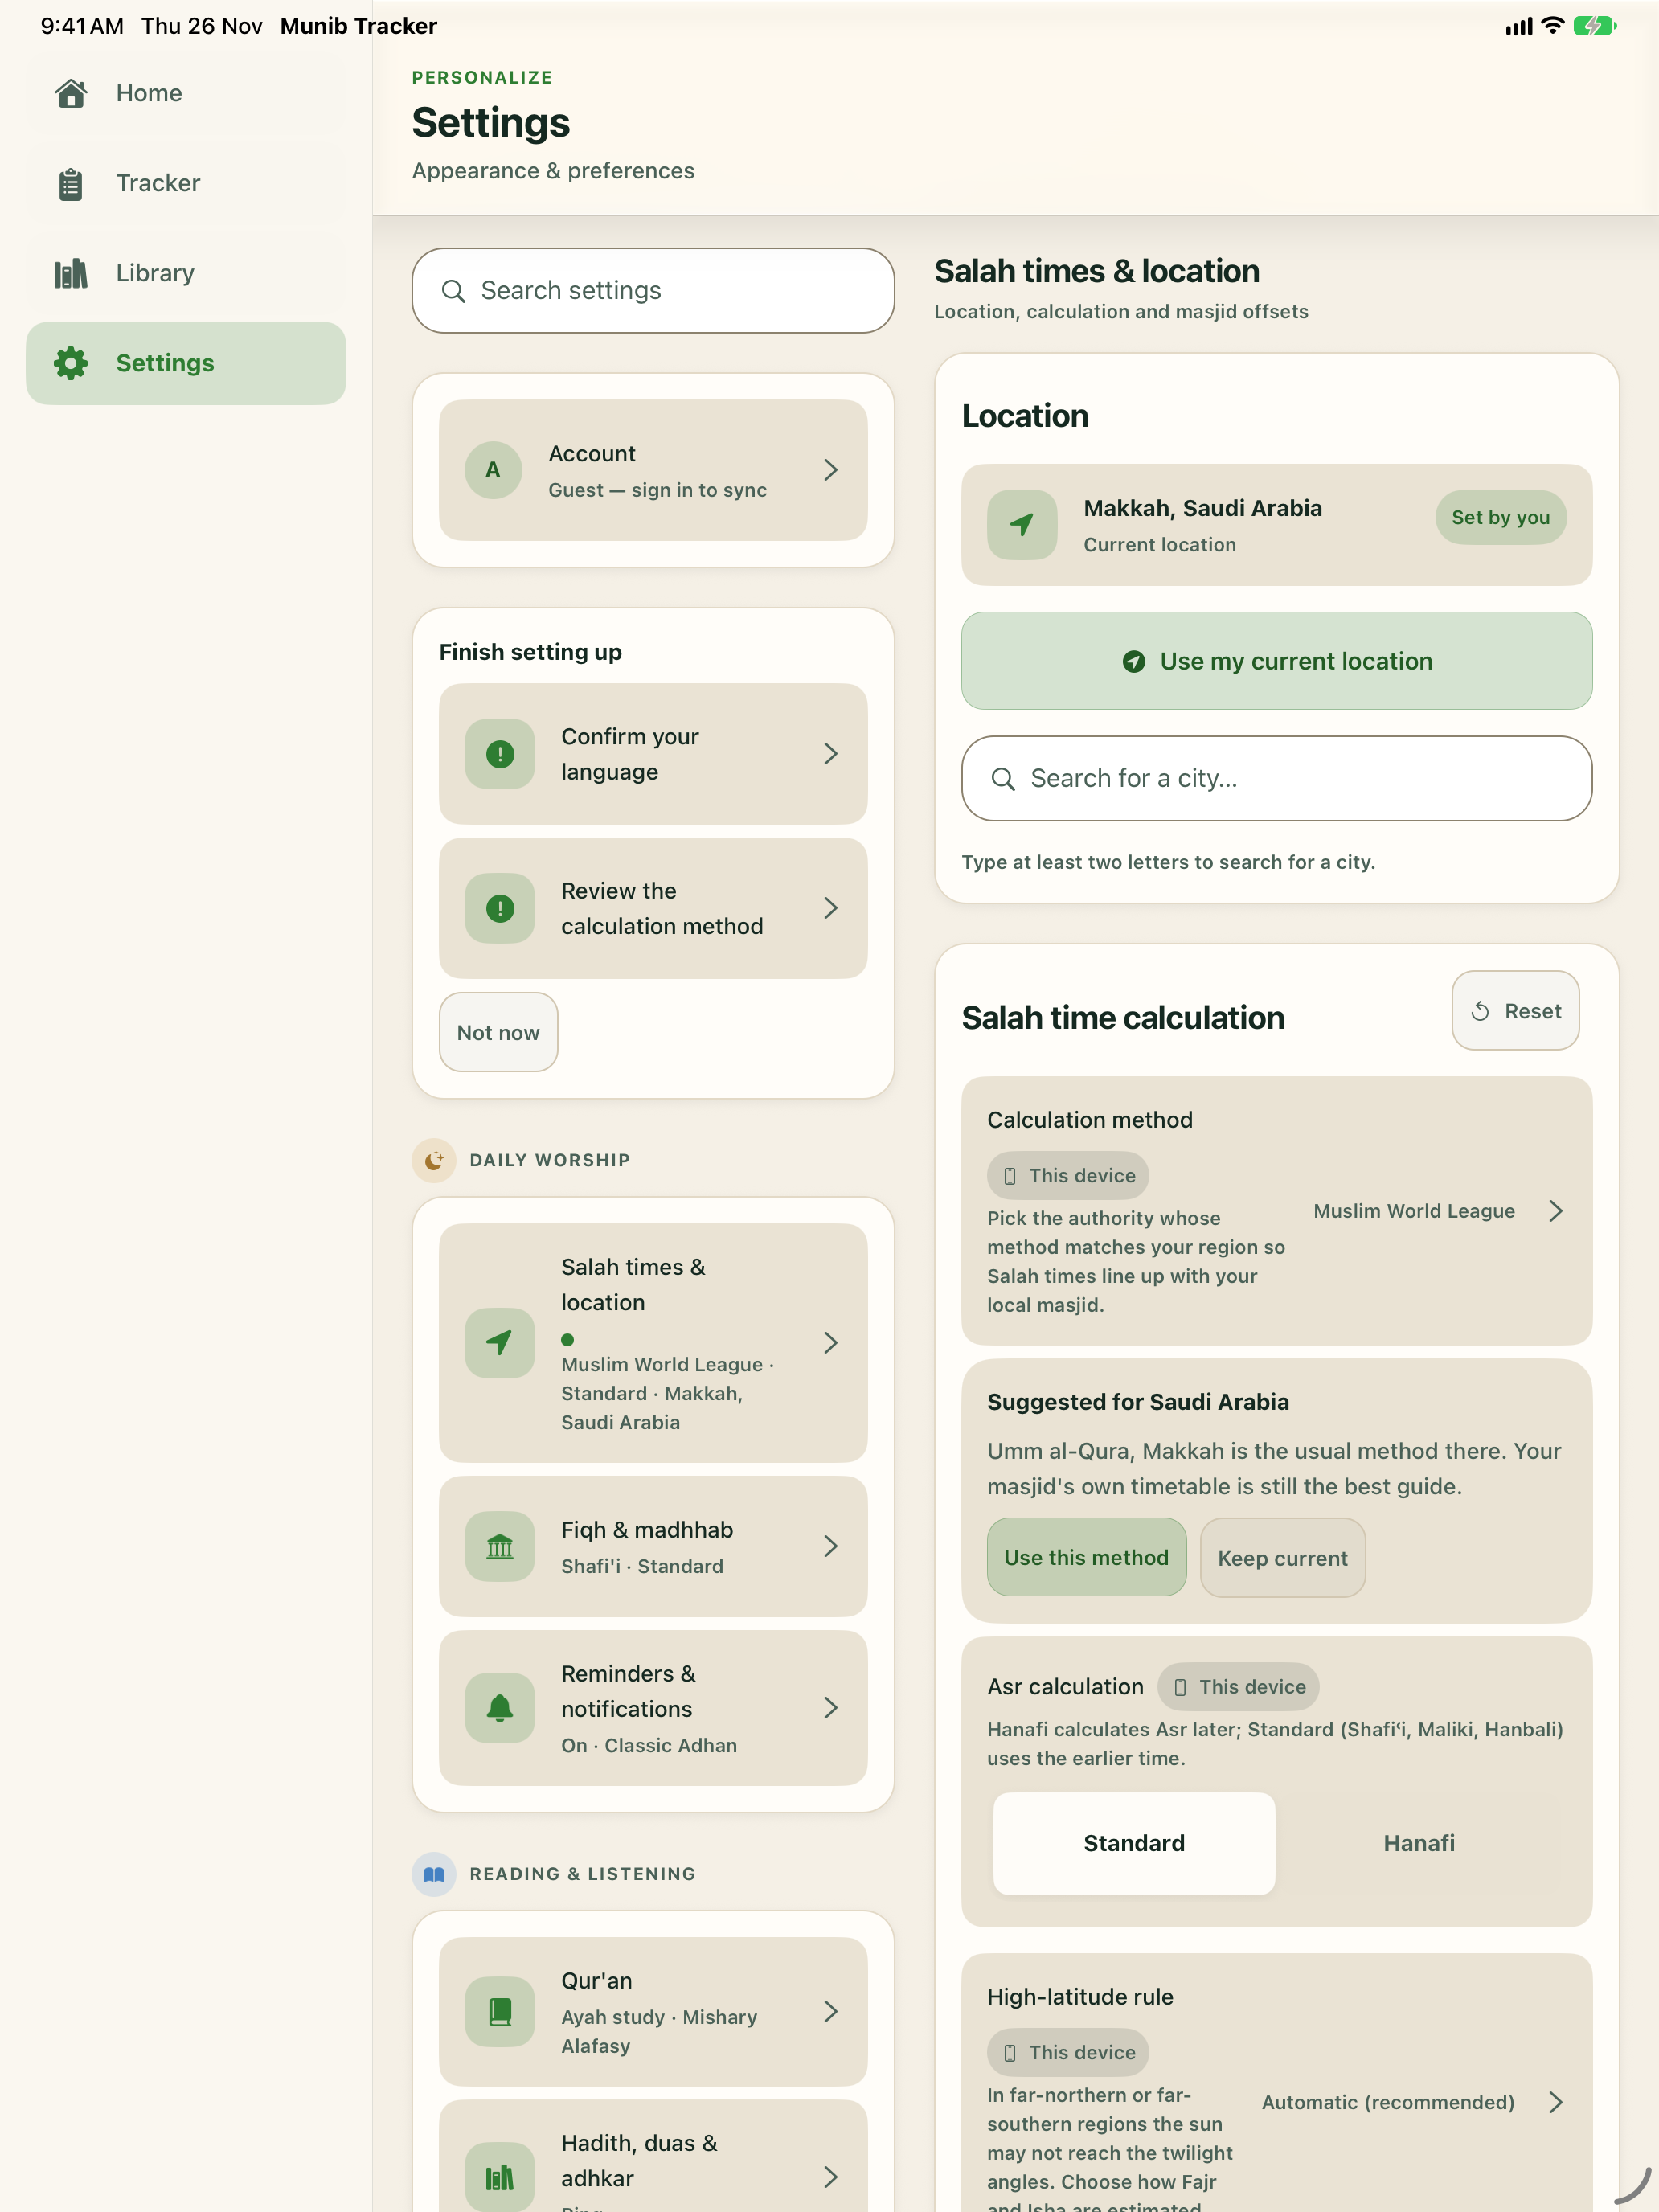 9:41 AM Thu 26 Nov Munib Tracker
Home
Tracker
Library
Settings
PERSONALIZE
Settings
Appearance & preferences
Search settings
A
Account
Guest — sign in to sync
Finish setting up
Confirm your
language
Review the
calculation method
Not now
DAILY WORSHIP
Salah times &
location
Muslim World League ·
Standard · Makkah,
Saudi Arabia
Fiqh & madhhab
Shafi'i · Standard
Reminders &
notifications
On · Classic Adhan
READING & LISTENING
Qur'an
Ayah study · Mishary
Alafasy
Hadith, duas &
adhkar
Salah times & location
Location, calculation and masjid offsets
Location
Makkah, Saudi Arabia
Current location
Set by you
Use my current location
Search for a city...
Type at least two letters to search for a city.
Salah time calculation
Reset
Calculation method
This device
Pick the authority whose
method matches your region so
Salah times line up with your
local masjid.
Muslim World League
Suggested for Saudi Arabia
Umm al-Qura, Makkah is the usual method there. Your
masjid's own timetable is still the best guide.
Use this method
Keep current
Asr calculation
This device
Hanafi calculates Asr later; Standard (Shafiʿi, Maliki, Hanbali)
uses the earlier time.
Standard
Hanafi
High-latitude rule
This device
In far-northern or far-
southern regions the sun
may not reach the twilight
angles. Choose how Fajr
and Isha are estimated
Automatic (recommended)